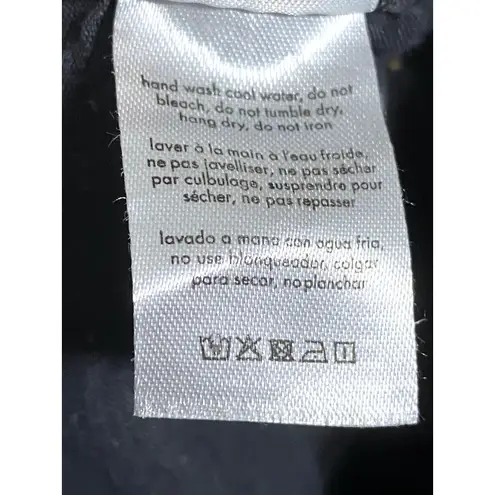 hand wash cool water, do not
bleach, do not tumble dry,
hang dry, do not iron
laver à la main à l'eau froide,
ne pas javelliser, ne pas sécher
par culbulage, suspendre pour
sécher, ne pas repasser
lavado a mano con agua fria,
no use blanqueador, colgar
para secar, no planchar